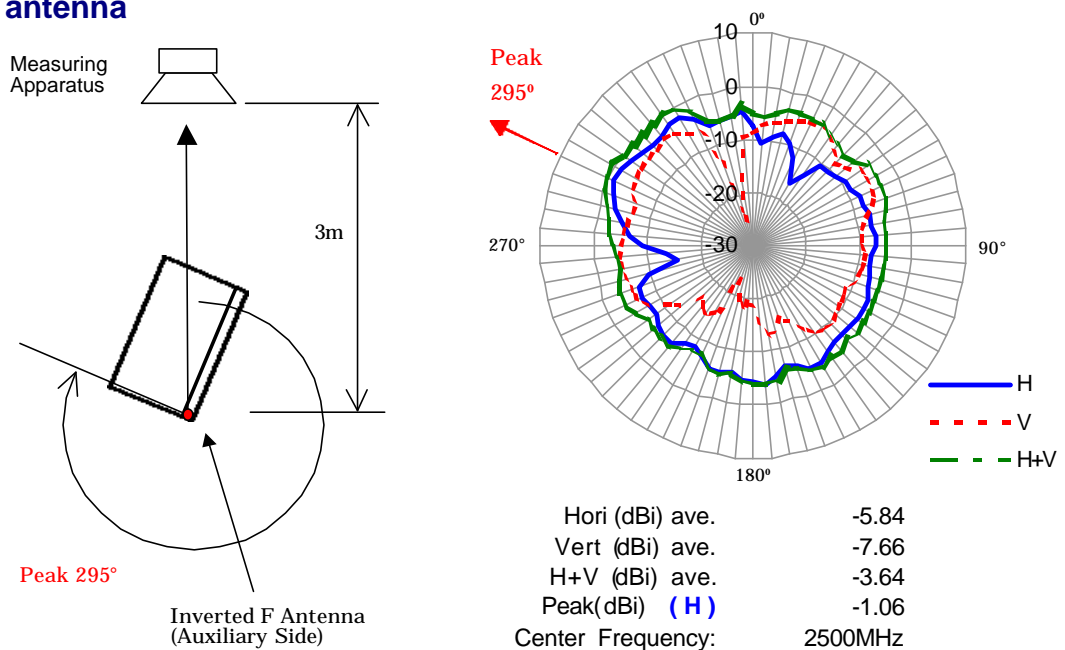 antenna
Measuring
Apparatus
3m
Peak 295°
Inverted F Antenna
(Auxiliary Side)
Peak
295º
0º
10
0
-10
-20
-30
270°
90°
180º
H
V
H+V
Hori (dBi) ave. -5.84
Vert (dBi) ave. -7.66
H+V (dBi) ave. -3.64
Peak(dBi) (H) -1.06
Center Frequency: 2500MHz